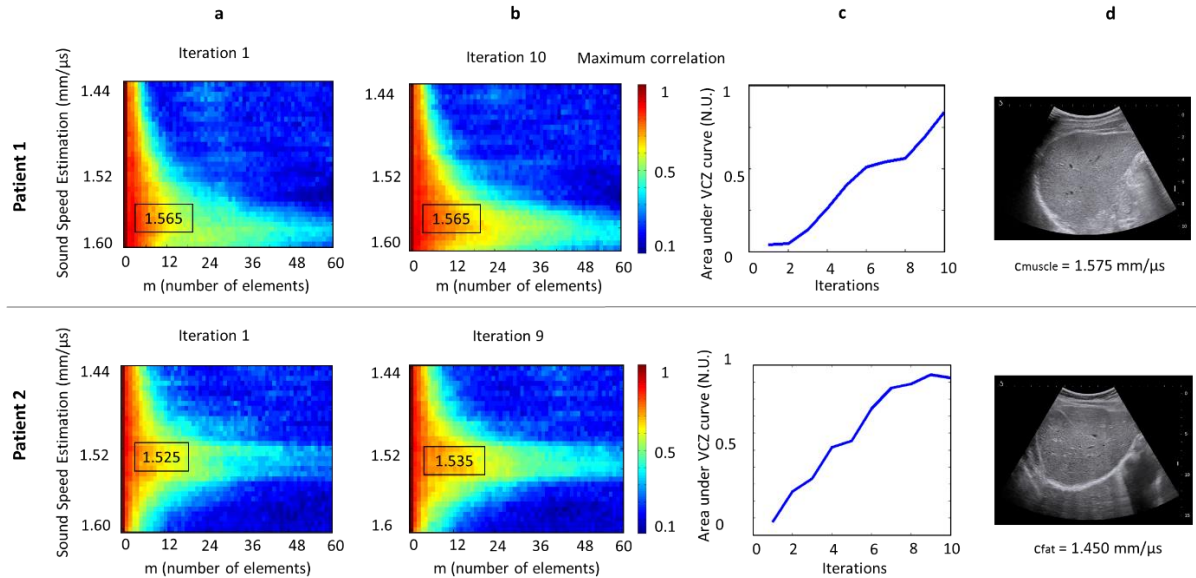 a b c d
Patient 1
Iteration 1 Iteration 10 Maximum correlation
Sound Speed Estimation (mm/µs)
1.44
1.52
1.60
1.565
0 12 24 36 48 60
m (number of elements)
1.44
1.52
1.60
1.565
0 12 24 36 48 60
m (number of elements)
1
0.5
0.1
Area under VCZ curve (N.U.)
1
0.5
0
0 2 4 6 8 10
Iterations
cmuscle = 1.575 mm/µs
Patient 2
Iteration 1 Iteration 9
Sound Speed Estimation (mm/µs)
1.44
1.52
1.60
1.525
0 12 24 36 48 60
m (number of elements)
1.44
1.52
1.6
1.535
0 12 24 36 48 60
m (number of elements)
1
0.5
0.1
Area under VCZ curve (N.U.)
1
0.5
0
0 2 4 6 8 10
Iterations
cfat = 1.450 mm/µs